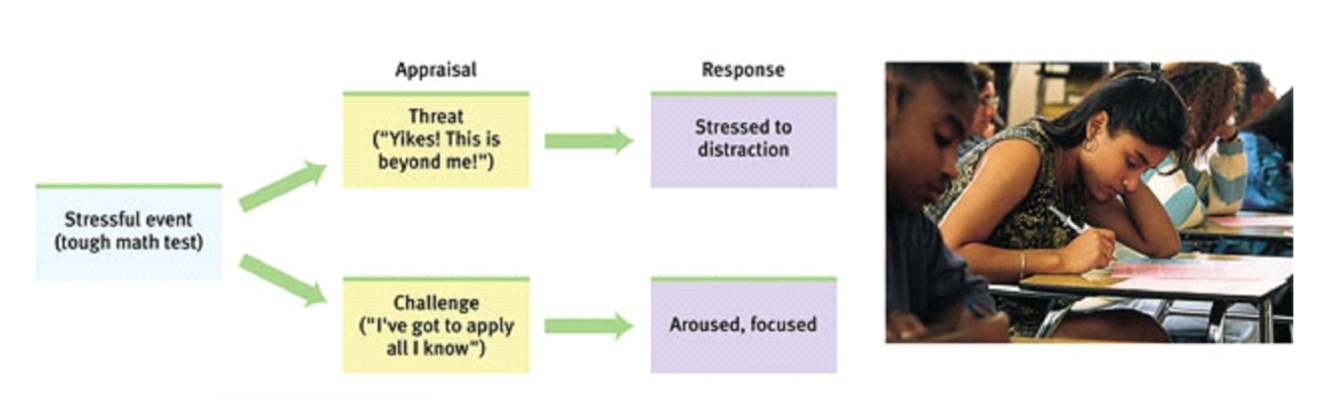 Appraisal
Response
Threat
("Yikes! This is
beyond me!")
Stressed to
distraction
Stressful event
(tough math test)
Challenge
("I've got to apply
all I know")
Aroused, focused